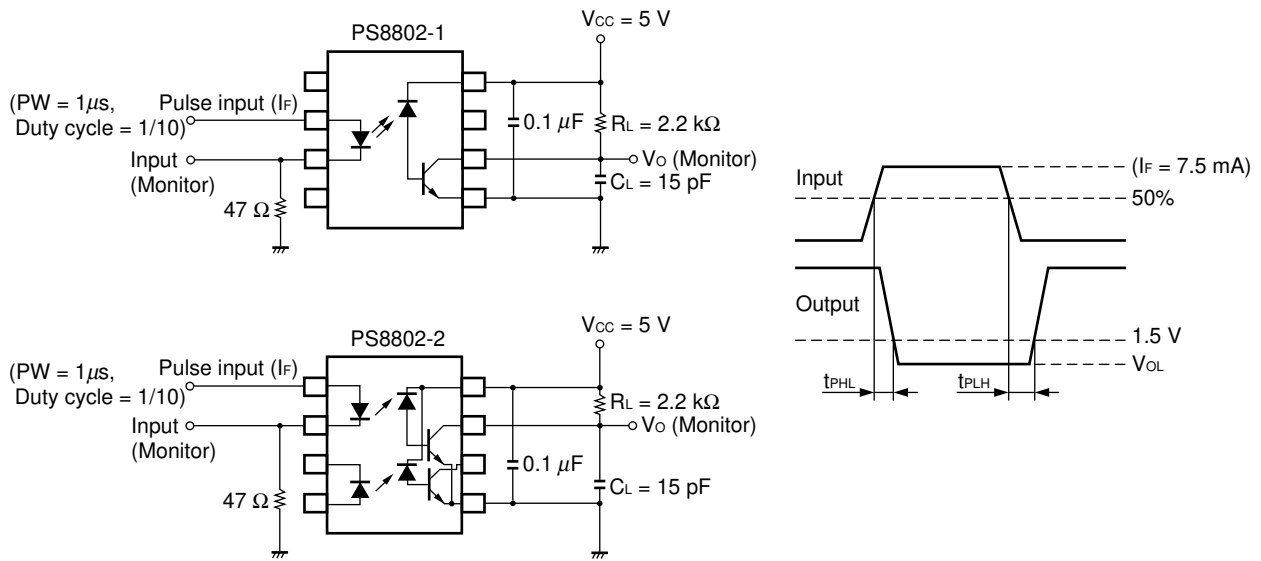 VCC = 5 V
PS8802-1
(PW = 1μs,
Duty cycle = 1/10)
Pulse input (IF)
Input
(Monitor)
47 Ω
0.1 μF
RL = 2.2 kΩ
VO (Monitor)
CL = 15 pF
VCC = 5 V
PS8802-2
(PW = 1μs,
Duty cycle = 1/10)
Pulse input (IF)
Input
(Monitor)
47 Ω
0.1 μF
RL = 2.2 kΩ
VO (Monitor)
CL = 15 pF
Input
(IF = 7.5 mA)
50%
Output
1.5 V
VOL
tPHL
tPLH